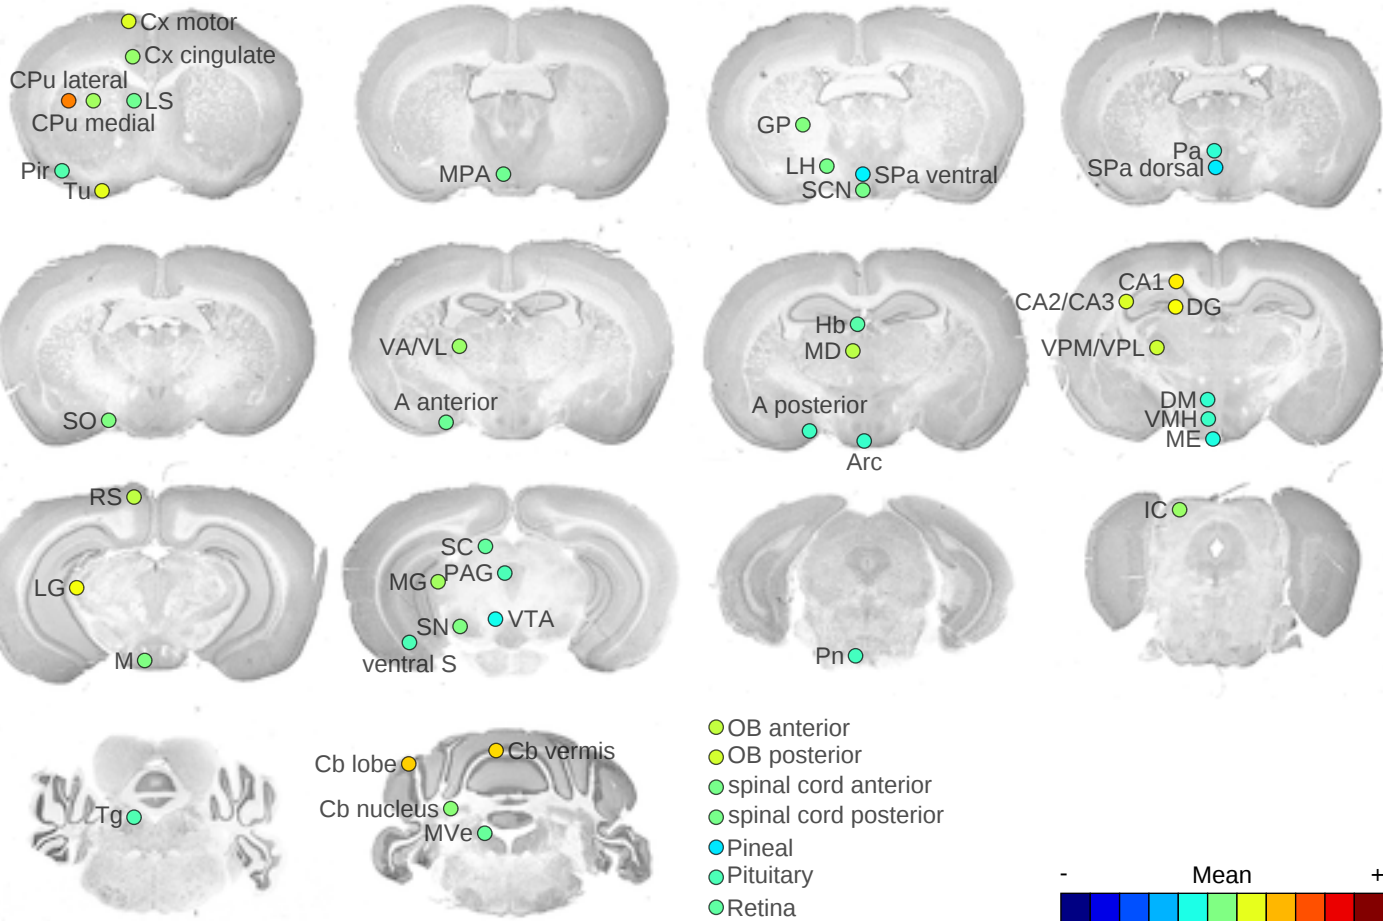 Cx motor
Cx cingulate
CPu lateral
LS
CPu medial
Pir
Tu
MPA
GP
LH
SPa ventral
SCN
Pa
SPa dorsal
SO
VA/VL
A anterior
Hb
MD
A posterior
Arc
CA1
CA2/CA3
DG
VPM/VPL
DM
VMH
ME
RS
LG
M
SC
MG
PAG
SN
VTA
ventral S
Pn
IC
Tg
Cb lobe
Cb vermis
Cb nucleus
MVe
OB anterior
OB posterior
spinal cord anterior
spinal cord posterior
Pineal
Pituitary
Retina
- Mean +